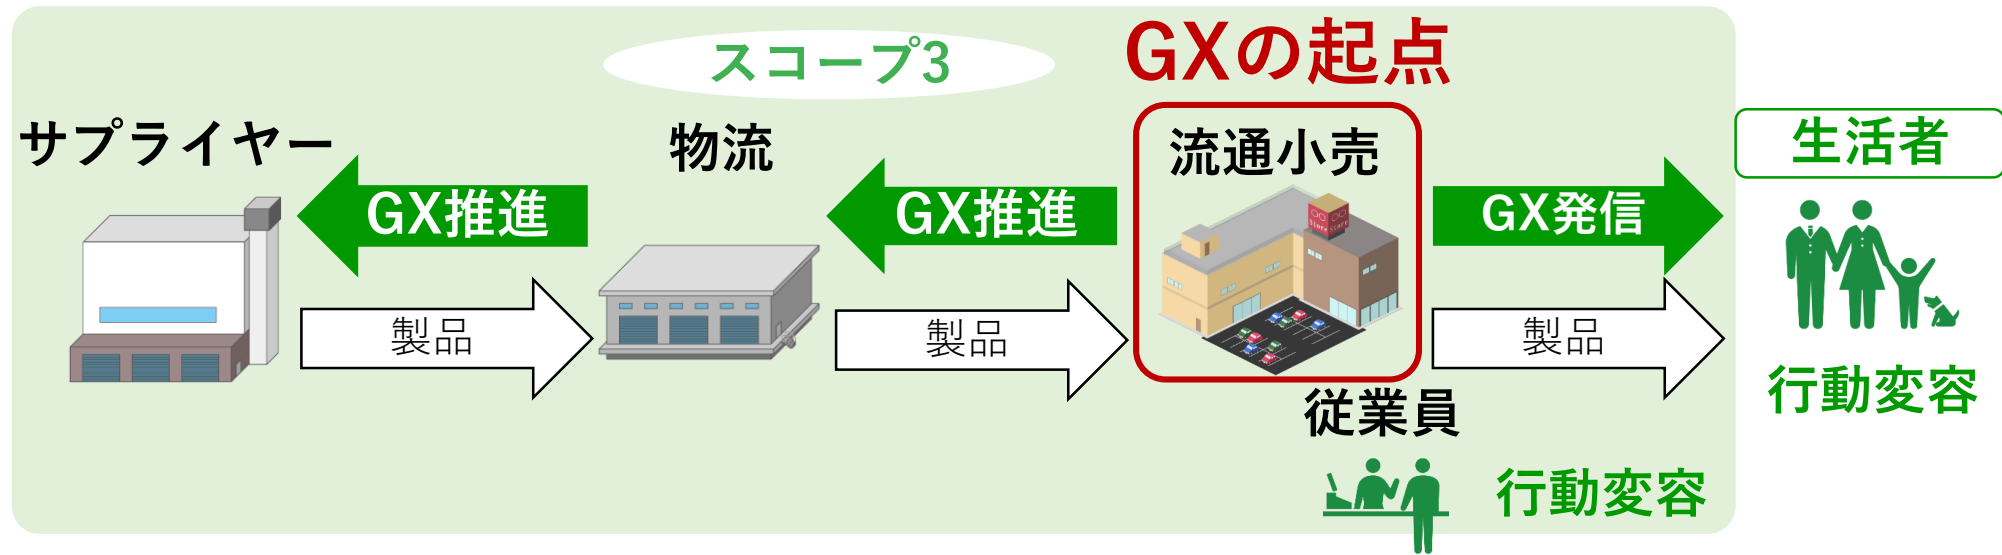 スコープ3
GXの起点
サプライヤー
物流
流通小売
生活者
GX推進
GX推進
GX発信
Store Store
製品
製品
製品
行動変容
従業員
行動変容